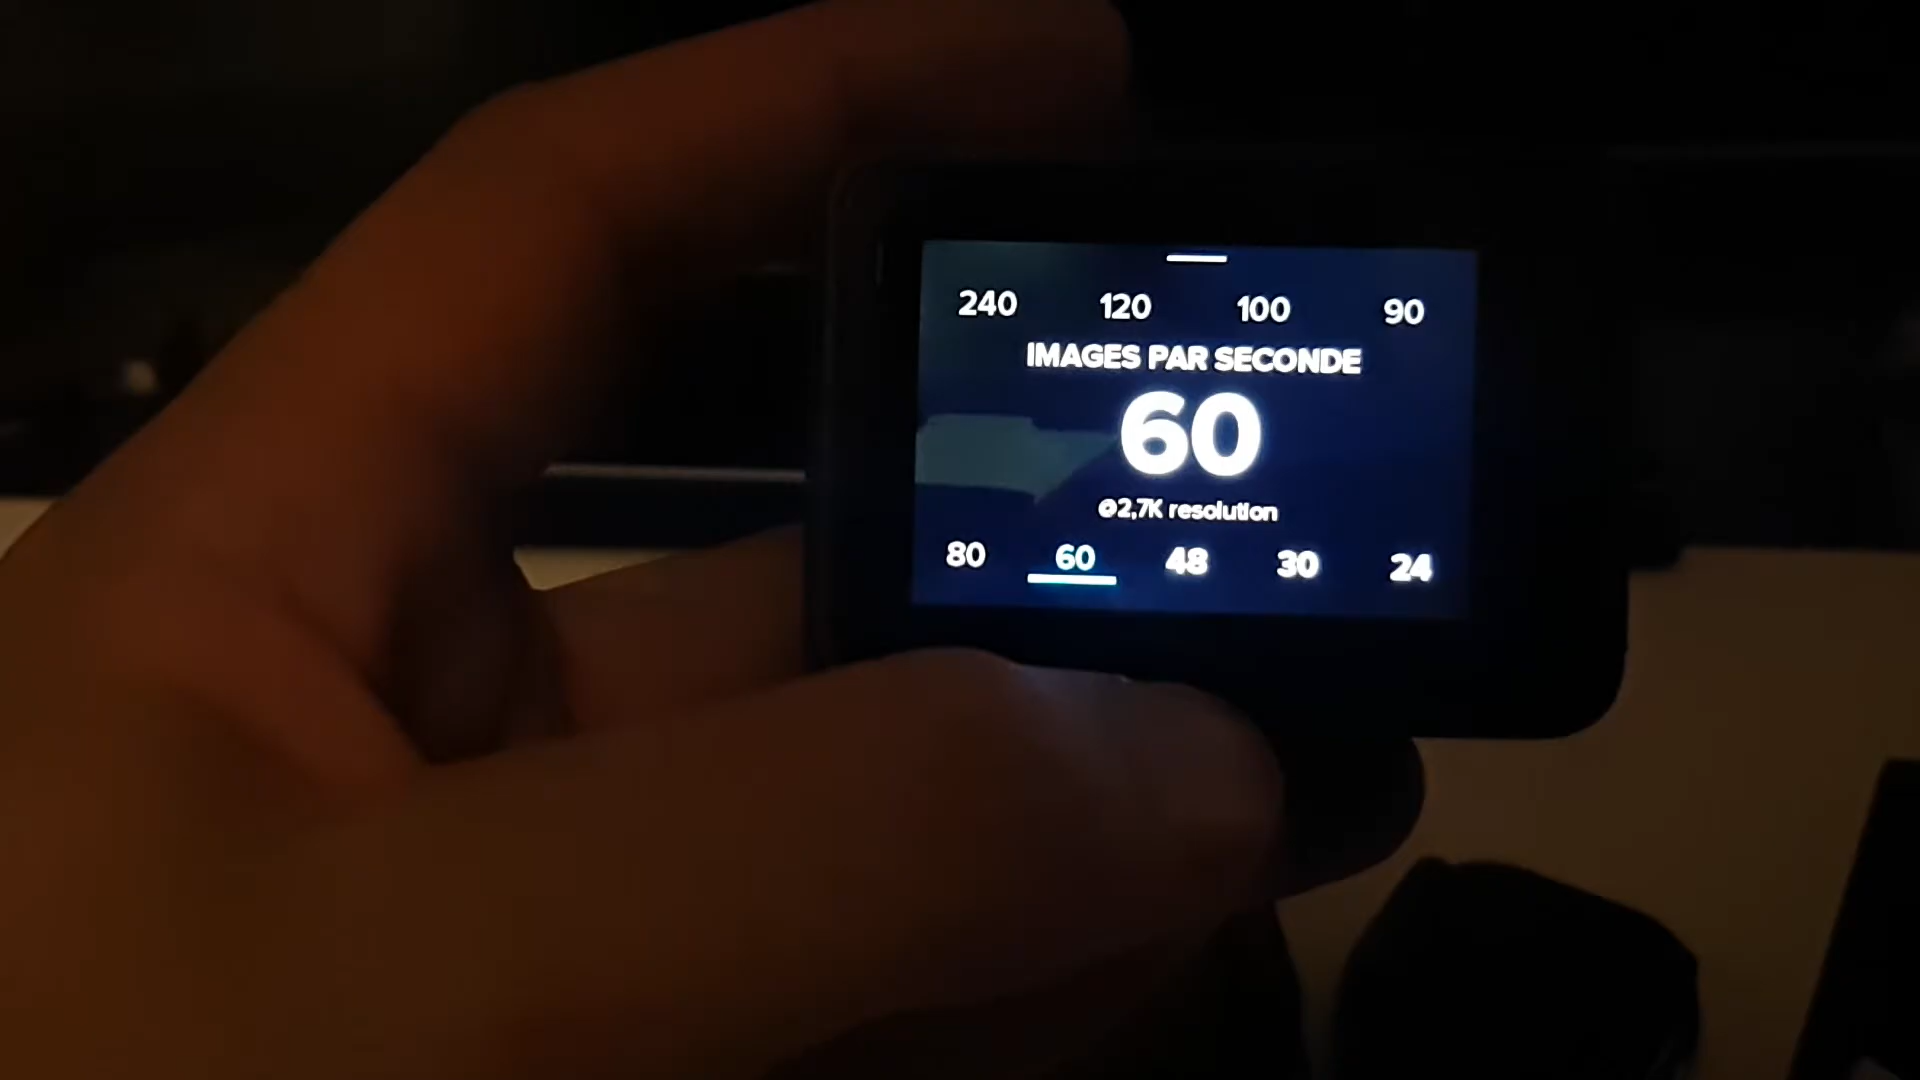 240 120 100 90
IMAGES PAR SECONDE
60
@2,7K resolution
80 60 48 30 24